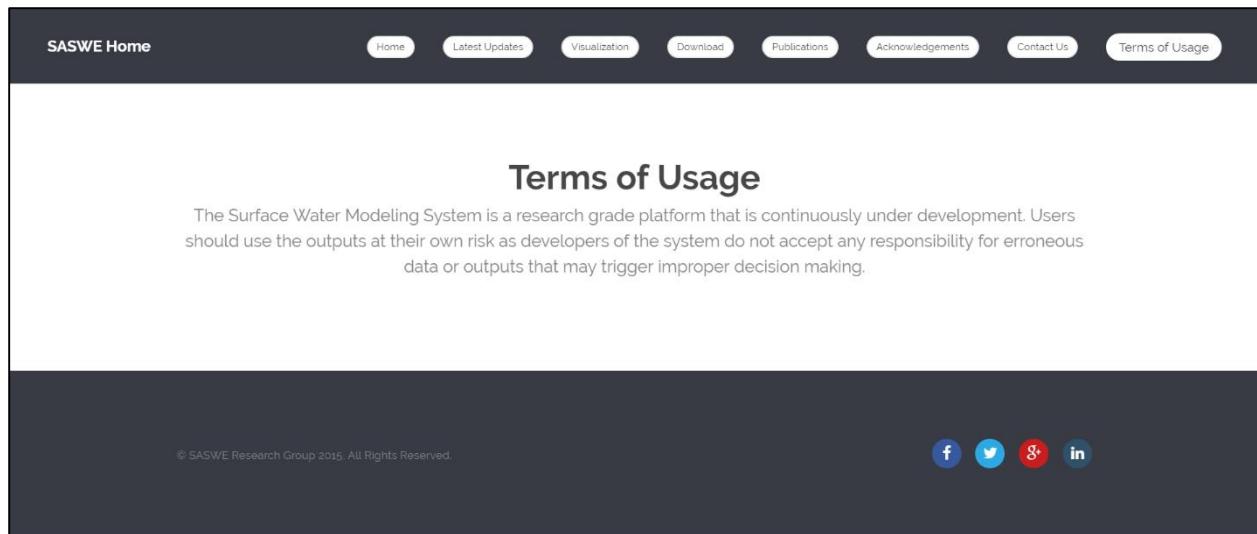 SASWE Home
Home
Latest Updates
Visualization
Download
Publications
Acknowledgements
Contact Us
Terms of Usage
Terms of Usage
The Surface Water Modeling System is a research grade platform that is continuously under development. Users
should use the outputs at their own risk as developers of the system do not accept any responsibility for erroneous
data or outputs that may trigger improper decision making.
© SASWE Research Group 2015. All Rights Reserved.
f
g+
in